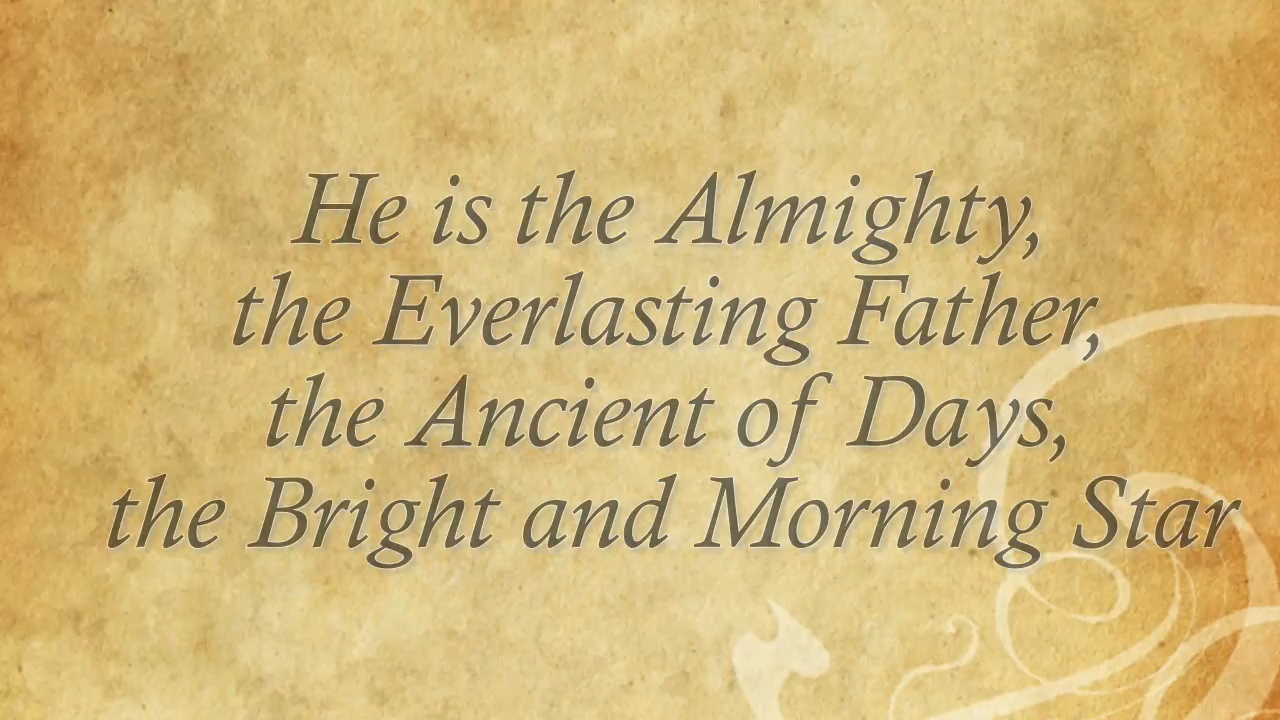 He is the Almighty,
the Everlasting Father,
the Ancient of Days,
the Bright and Morning Star